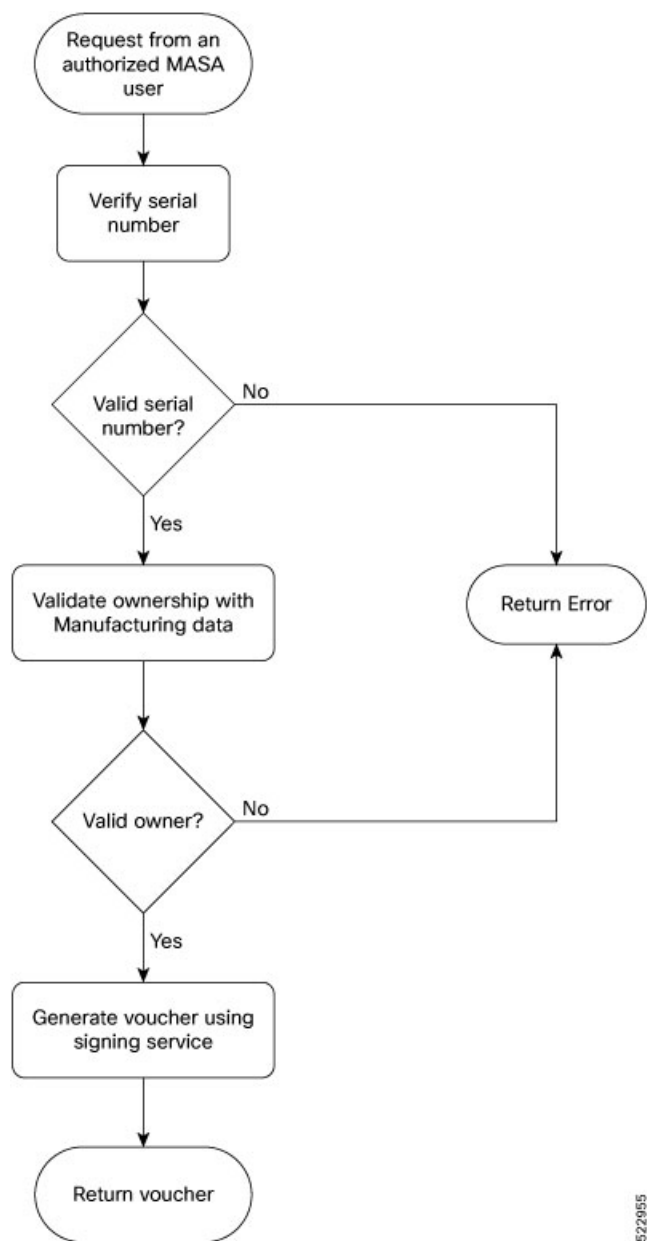 Request from an
authorized MASA
user
Verify serial
number
Valid serial
number?
No
Yes
Validate ownership with
Manufacturing data
Return Error
Valid owner?
No
Yes
Generate voucher using
signing service
Return voucher
522955